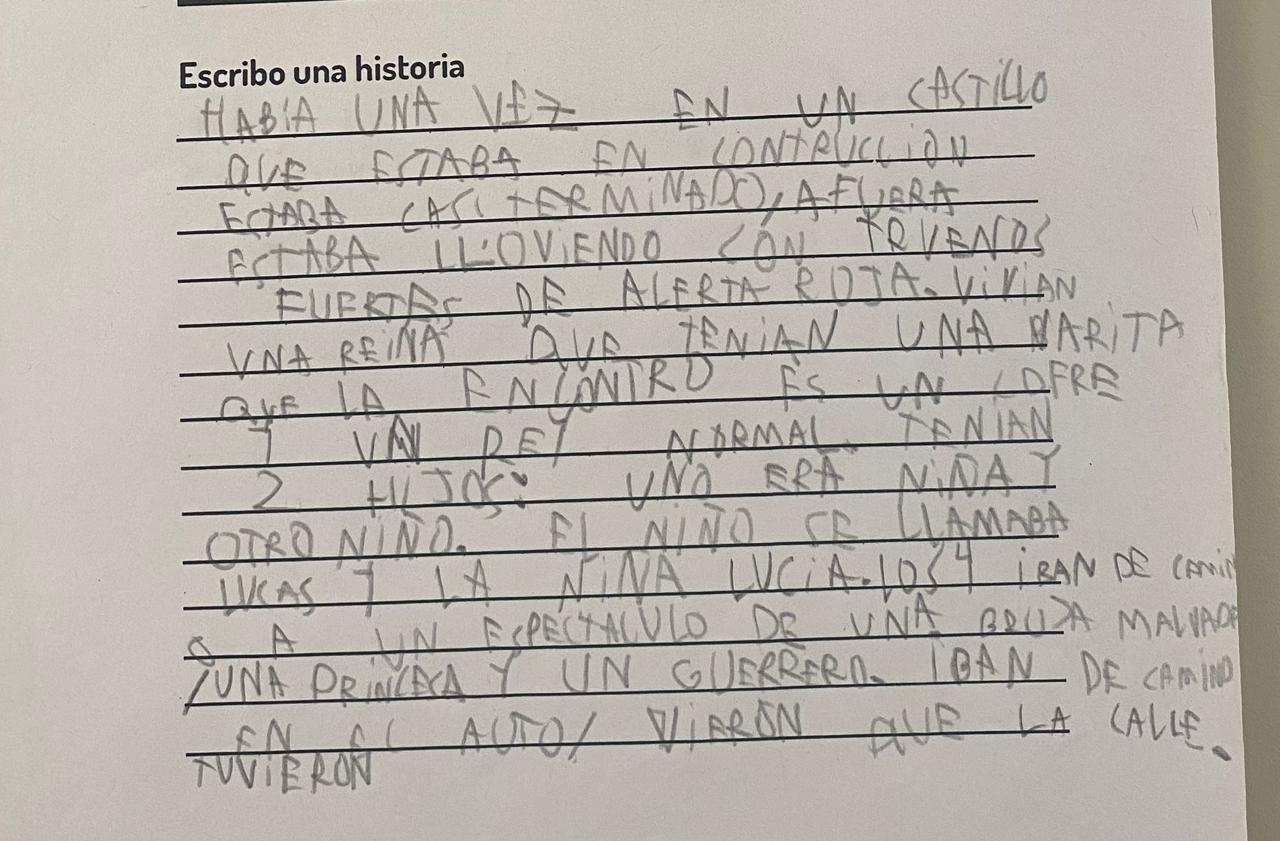 Escribo una historia
HABIA UNA VEZ EN UN CASTILLO
QUE ESTABA EN CONTRUCCION
ESTABA CASI TERMINADO, AFUERA
ESTABA LLOVIENDO CON TRUENOS
FUERTES DE ALERTA ROJA. VIVIAN
UNA REINA QUE TENIAN UNA VARITA
QUE LA ENCONTRO ES UN COFRE
Y UN REY NORMAL. TENIAN
2 HIJOS: UNO ERA NIÑA Y
OTRO NIÑO. EL NIÑO SE LLAMABA
LUCAS Y LA NIÑA LUCIA. LOS 4 IBAN DE CAMIN
O A UN ESPECTACULO DE UNA BRUJA MALVADA
, UNA PRINCESA Y UN GUERRERO. IBAN DE CAMINO
EN EL AUTO, VIERON QUE LA CALLE.
TUVIERON